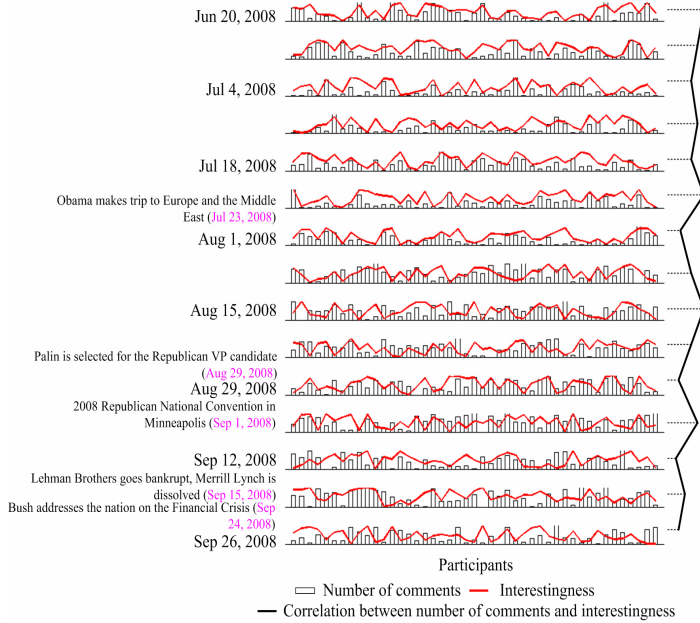 Jun 20, 2008
Jul 4, 2008
Jul 18, 2008
Obama makes trip to Europe and the Middle
East (Jul 23, 2008)
Aug 1, 2008
Aug 15, 2008
Palin is selected for the Republican VP candidate
(Aug 29, 2008)
Aug 29, 2008
2008 Republican National Convention in
Minneapolis (Sep 1, 2008)
Sep 12, 2008
Lehman Brothers goes bankrupt, Merrill Lynch is
dissolved (Sep 15, 2008)
Bush addresses the nation on the Financial Crisis (Sep
24, 2008)
Sep 26, 2008
Participants
Number of comments Interestingness
Correlation between number of comments and interestingness